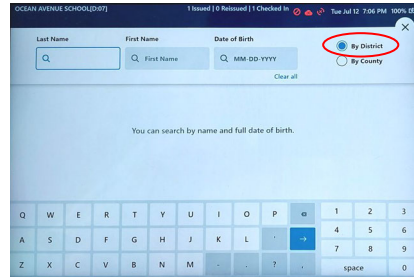 OCEAN AVENUE SCHOOL[D:07] 1 Issued | 0 Reissued | 1 Checked In Tue Jul 12 7:06 PM 100%
Last Name First Name Date of Birth
First Name MM-DD-YYYY
By District
By County
Clear all
You can search by name and full date of birth.
Q W E R T Y U I O P 1 2 3
A S D F G H J K L ' 4 5 6
7 8 9
Z X C V B N M - . ? , space 0